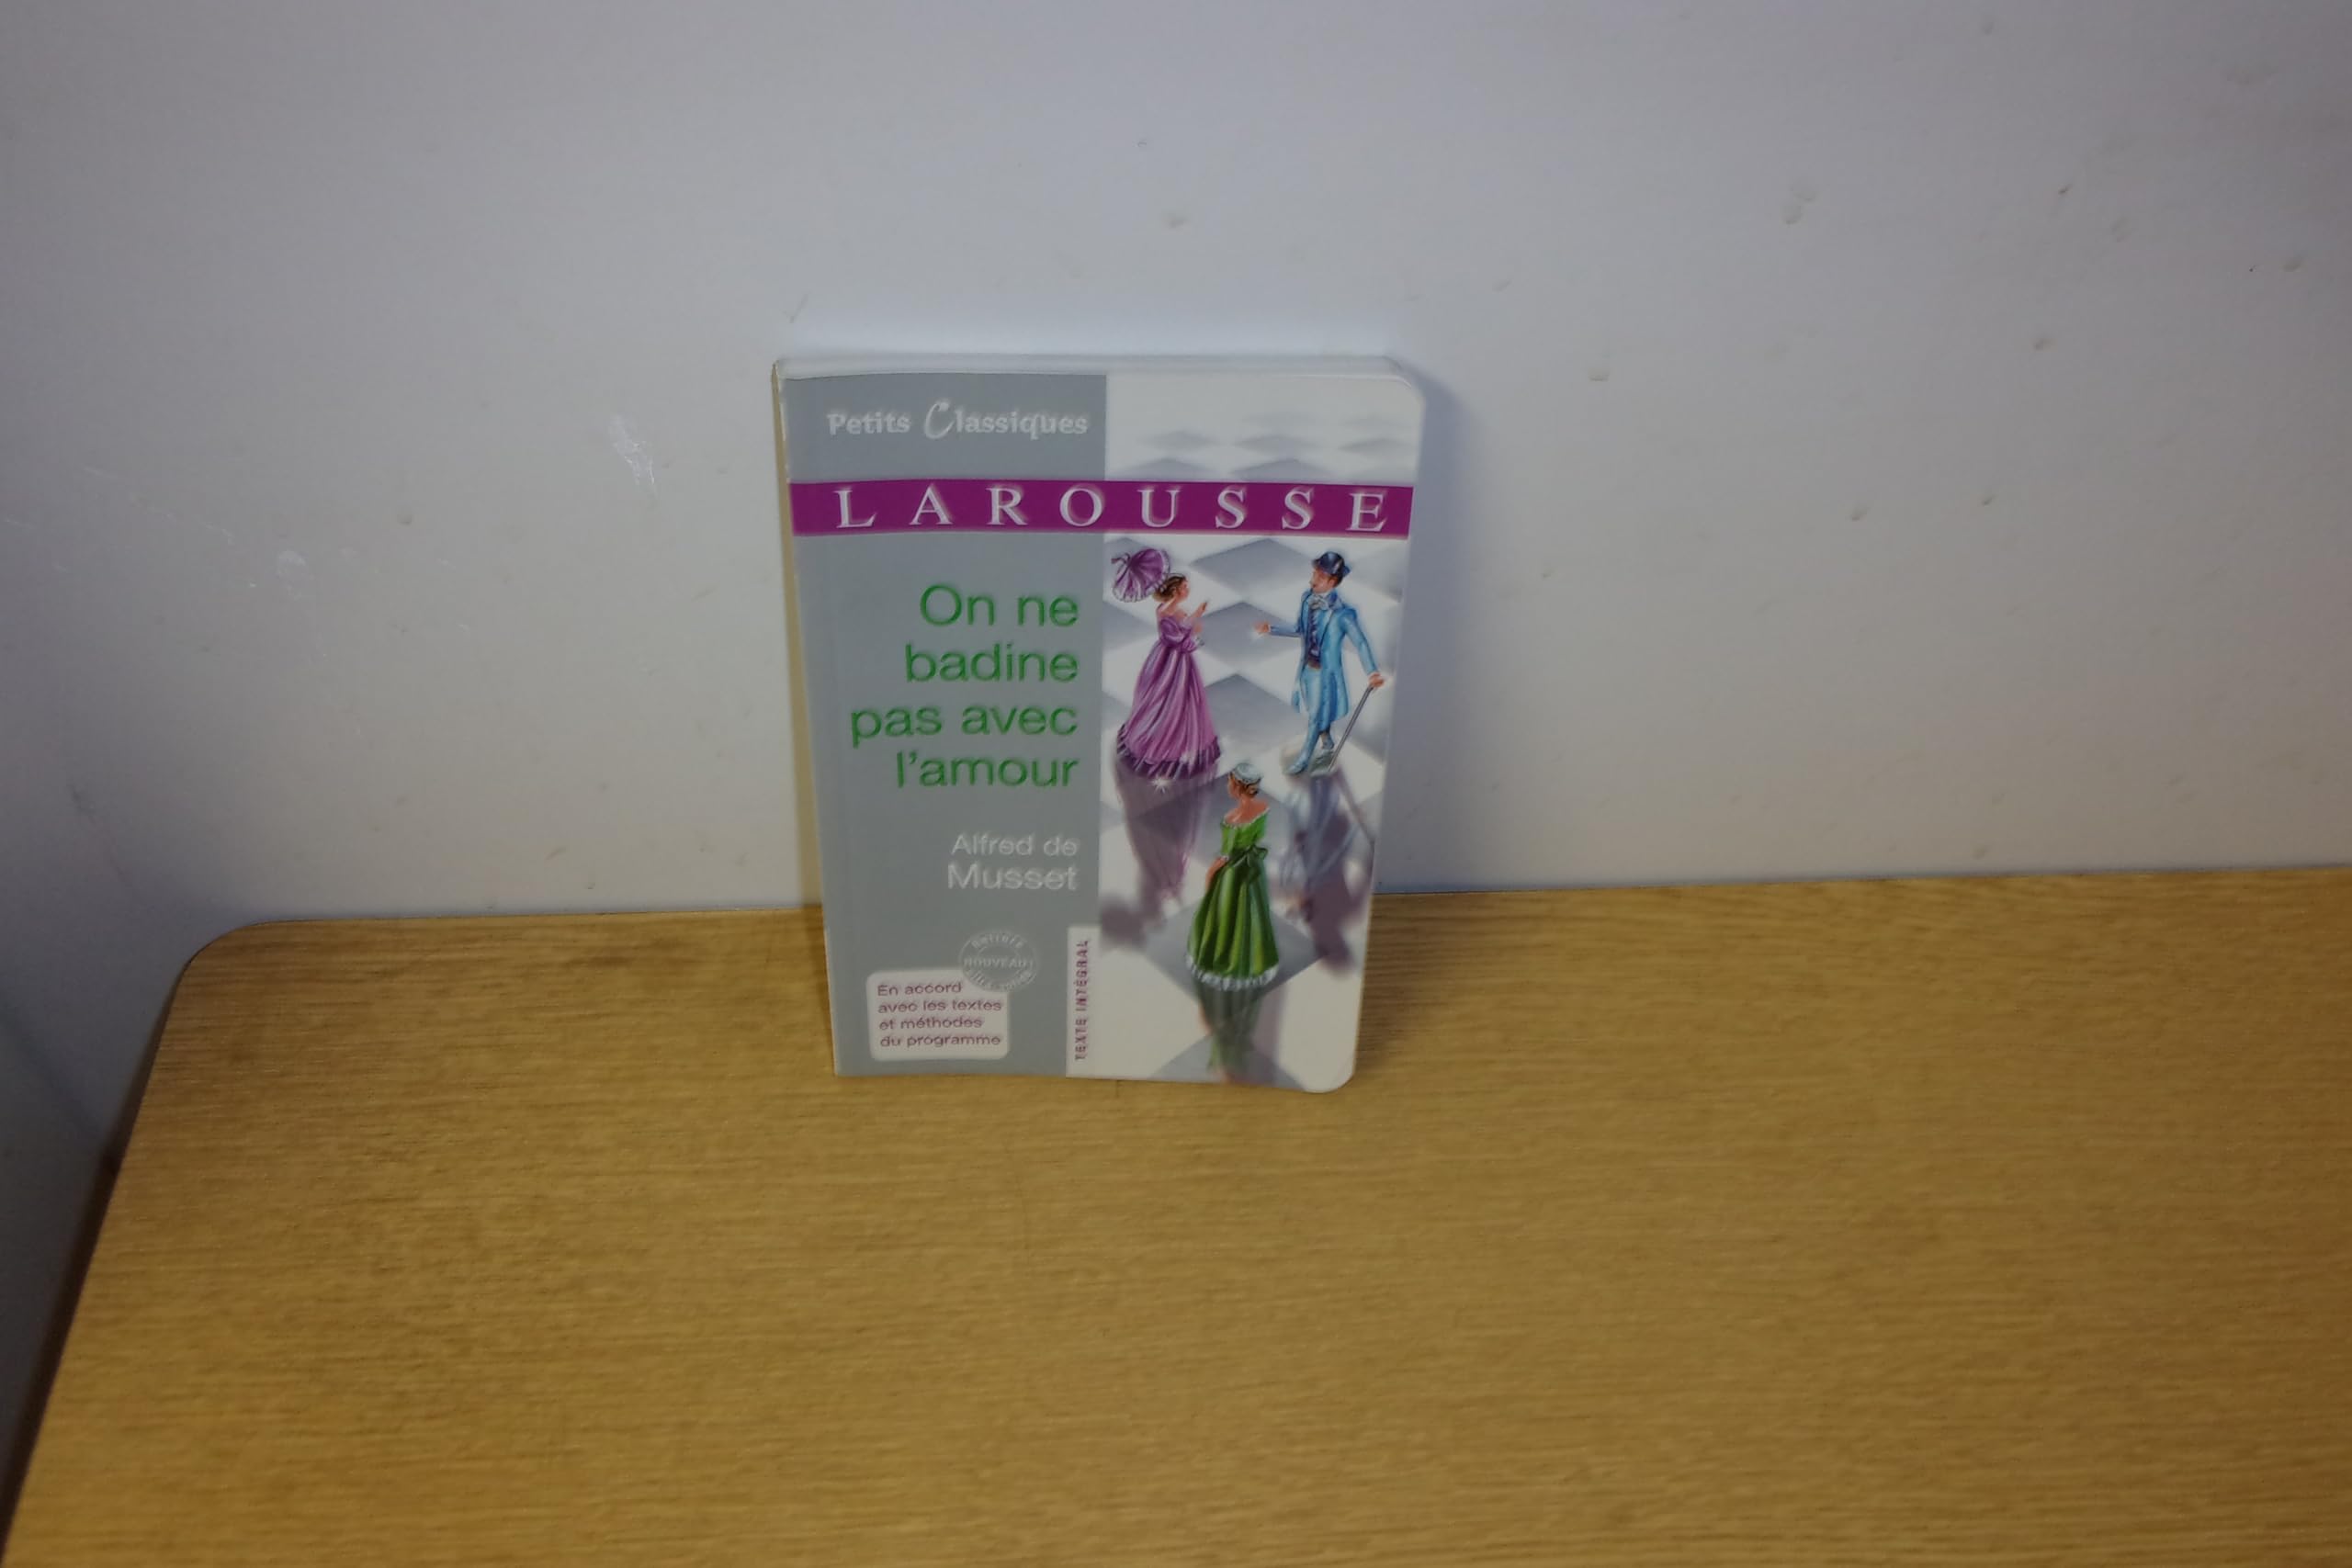 Petits Classiques
LAROUSSE
On ne
badine
pas avec
l'amour
Alfred de
Musset
NOUVEAU
En accord
avec les textes
et méthodes
du programme
TEXTE INTÉGRAL